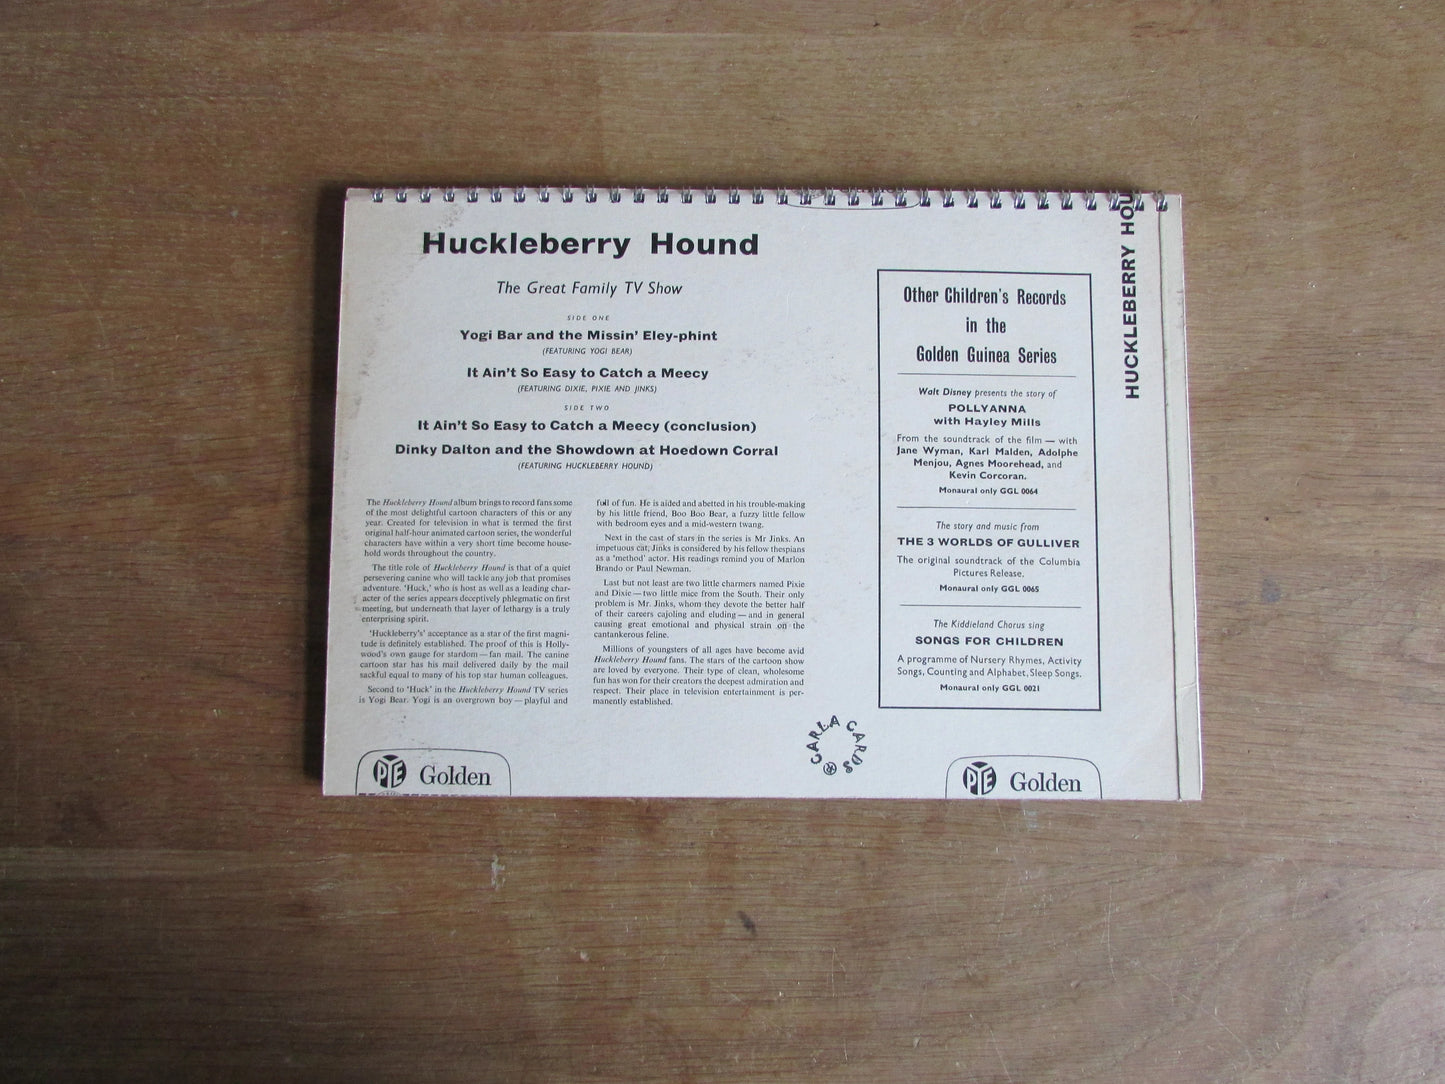 Huckleberry Hound
The Great Family TV Show
SIDE ONE
Yogi Bar and the Missin' Eley-phint
(FEATURING YOGI BEAR)
It Ain't So Easy to Catch a Meecy
(FEATURING DIXIE, PIXIE AND JINKS)
SIDE TWO
It Ain't So Easy to Catch a Meecy (conclusion)
Dinky Dalton and the Showdown at Hoedown Corral
(FEATURING HUCKLEBERRY HOUND)
The Huckleberry Hound album brings to record fans some
of the most delightful cartoon characters of this or any
year. Created for television in what is termed the first
original half-hour animated cartoon series, the wonderful
characters have within a very short time become house-
hold words throughout the country.
The title role of Huckleberry Hound is that of a quiet
persevering canine who will tackle any job that promises
adventure. 'Huck,' who is host as well as a leading char-
acter of the series appears deceptively phlegmatic on first
meeting, but underneath that layer of lethargy is a truly
enterprising spirit.
'Huckleberry's' acceptance as a star of the first magni-
tude is definitely established. The proof of this is Holly-
wood's own gauge for stardom — fan mail. The canine
cartoon star has his mail delivered daily by the mail
sackful equal to many of his top star human colleagues.
Second to 'Huck' in the Huckleberry Hound TV series
is Yogi Bear. Yogi is an overgrown boy — playful and
full of fun. He is aided and abetted in his trouble-making
by his little friend, Boo Boo Bear, a fuzzy little fellow
with bedroom eyes and a mid-western twang.
Next in the cast of stars in the series is Mr Jinks. An
impetuous cat, Jinks is considered by his fellow thespians
as a 'method' actor. His readings remind you of Marlon
Brando or Paul Newman.
Last but not least are two little charmers named Pixie
and Dixie — two little mice from the South. Their only
problem is Mr. Jinks, whom they devote the better half
of their careers cajoling and eluding — and in general
causing great emotional and physical strain on the
cantankerous feline.
Millions of youngsters of all ages have become avid
Huckleberry Hound fans. The stars of the cartoon show
are loved by everyone. Their type of clean, wholesome
fun has won for their creators the deepest admiration and
respect. Their place in television entertainment is per-
manently established.
Other Children's Records
in the
Golden Guinea Series
Walt Disney presents the story of
POLLYANNA
with Hayley Mills
From the soundtrack of the film — with
Jane Wyman, Karl Malden, Adolphe
Menjou, Agnes Moorehead, and
Kevin Corcoran.
Monaural only GGL 0064
The story and music from
THE 3 WORLDS OF GULLIVER
The original soundtrack of the Columbia
Pictures Release.
Monaural only GGL 0065
The Kiddieland Chorus sing
SONGS FOR CHILDREN
A programme of Nursery Rhymes, Activity
Songs, Counting and Alphabet, Sleep Songs.
Monaural only GGL 0021
HUCKLEBERRY HOU
CARLA CARDS
PYE Golden
PYE Golden